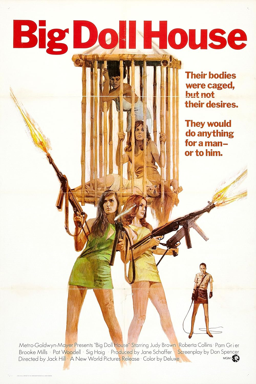 Big Doll House
Their bodies
were caged,
but not
their desires.
They would
do anything
for a man—
or to him.
Metro-Goldwyn-Mayer Presents "Big Doll House" Starring Judy Brown Roberta Collins Pam Grier
Brooke Mills Pat Woodell Sig Haig Produced by Jane Schaffer Screenplay by Don Spencer
Directed by Jack Hill A New World Pictures Release Color by Deluxe
MGM